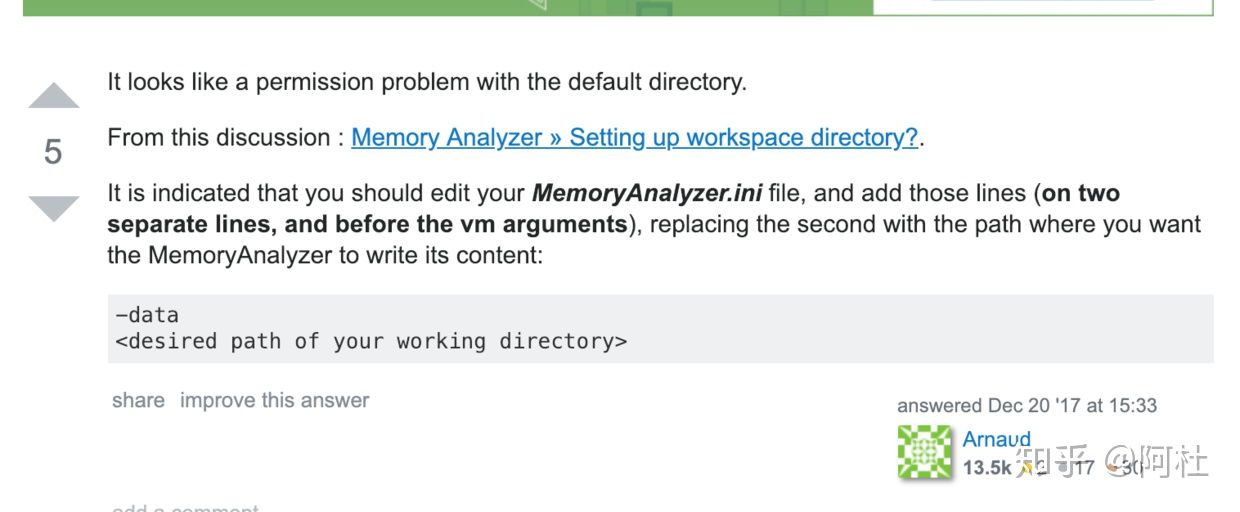 It looks like a permission problem with the default directory.
5
From this discussion : Memory Analyzer » Setting up workspace directory?.
It is indicated that you should edit your MemoryAnalyzer.ini file, and add those lines (on two
separate lines, and before the vm arguments), replacing the second with the path where you want
the MemoryAnalyzer to write its content:
-data
<desired path of your working directory>
share improve this answer
answered Dec 20 '17 at 15:33
Arnaud
13.5k 2 17 30
知乎 @阿杜
add a comment